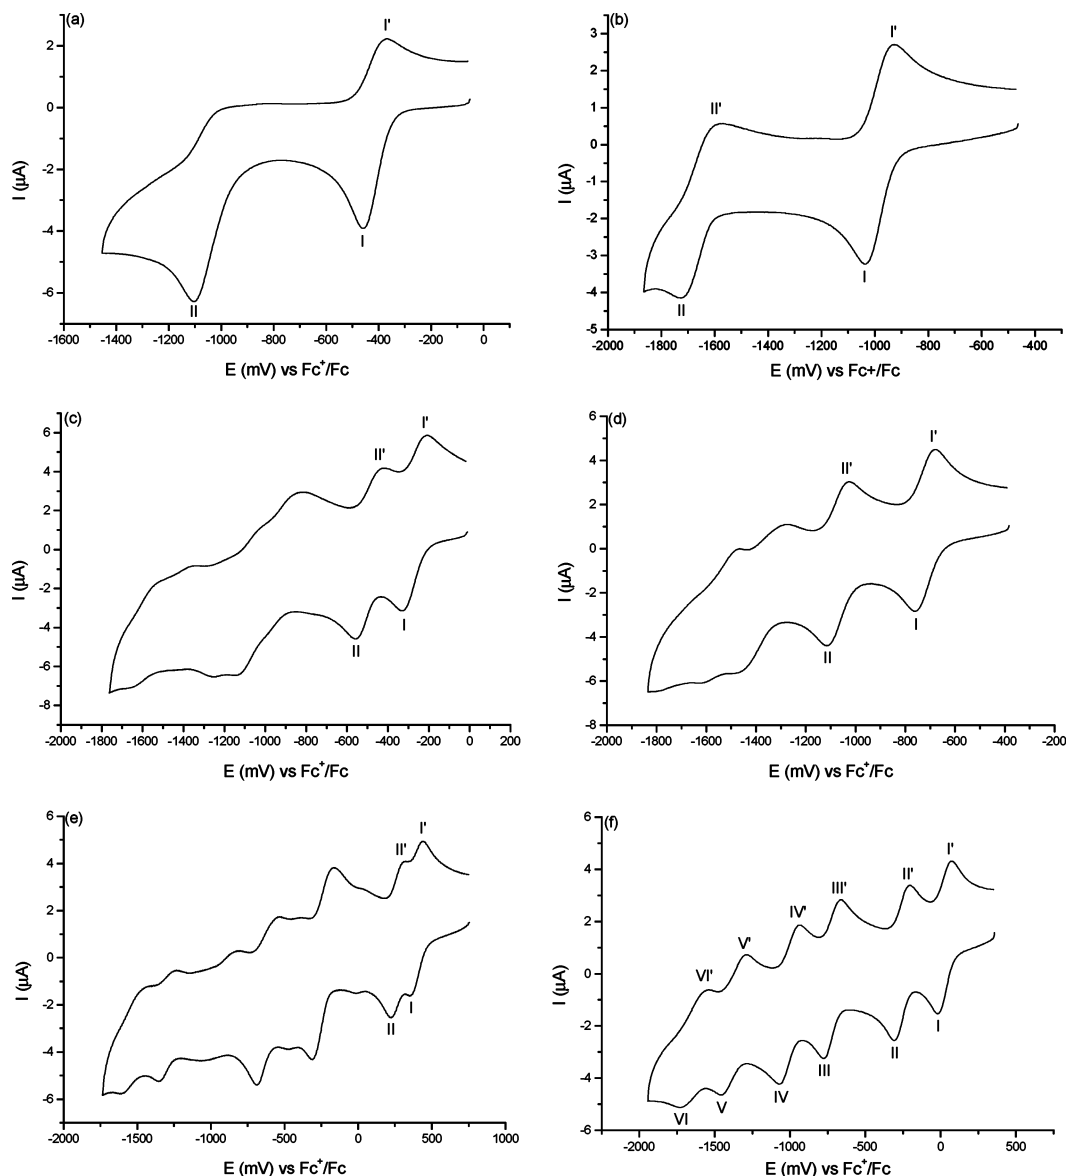 (a)
I'
2
0
-2
-4
-6
I (µA)
I
II
-1600 -1400 -1200 -1000 -800 -600 -400 -200 0
E (mV) vs Fc⁺/Fc
(b)
I'
II'
3
2
1
0
-1
-2
-3
-4
-5
I (µA)
I
II
-2000 -1800 -1600 -1400 -1200 -1000 -800 -600 -400
E (mV) vs Fc+/Fc
(c)
I'
II'
6
4
2
0
-2
-4
-6
-8
I (µA)
I
II
-2000 -1800 -1600 -1400 -1200 -1000 -800 -600 -400 -200 0 200
E (mV) vs Fc⁺/Fc
(d)
I'
II'
6
4
2
0
-2
-4
-6
-8
I (µA)
I
II
-2000 -1800 -1600 -1400 -1200 -1000 -800 -600 -400 -200
E (mV) vs Fc⁺/Fc
(e)
I'
II'
6
4
2
0
-2
-4
-6
I (µA)
I
II
-2000 -1500 -1000 -500 0 500 1000
E (mV) vs Fc⁺/Fc
(f)
I'
II'
III'
IV'
V'
VI'
6
4
2
0
-2
-4
-6
I (µA)
I
II
III
IV
V
VI
-2000 -1500 -1000 -500 0 500
E (mV) vs Fc⁺/Fc